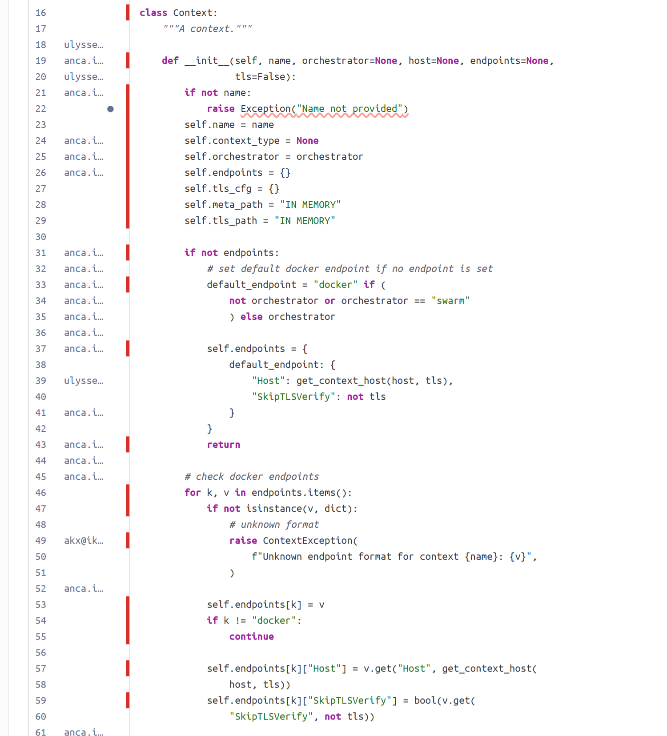 16 class Context:
17 """A context."""
18 ulysse…
19 anca.i… def __init__(self, name, orchestrator=None, host=None, endpoints=None,
20 ulysse… tls=False):
21 anca.i… if not name:
22 raise Exception("Name not provided")
23 self.name = name
24 anca.i… self.context_type = None
25 anca.i… self.orchestrator = orchestrator
26 anca.i… self.endpoints = {}
27 self.tls_cfg = {}
28 self.meta_path = "IN MEMORY"
29 self.tls_path = "IN MEMORY"
30
31 anca.i… if not endpoints:
32 anca.i… # set default docker endpoint if no endpoint is set
33 anca.i… default_endpoint = "docker" if (
34 anca.i… not orchestrator or orchestrator == "swarm"
35 anca.i… ) else orchestrator
36 anca.i…
37 anca.i… self.endpoints = {
38 default_endpoint: {
39 ulysse… "Host": get_context_host(host, tls),
40 "SkipTLSVerify": not tls
41 anca.i… }
42 }
43 anca.i… return
44 anca.i…
45 anca.i… # check docker endpoints
46 for k, v in endpoints.items():
47 if not isinstance(v, dict):
48 # unknown format
49 akx@ik… raise ContextException(
50 f"Unknown endpoint format for context {name}: {v}",
51 )
52 anca.i…
53 self.endpoints[k] = v
54 if k != "docker":
55 continue
56
57 self.endpoints[k]["Host"] = v.get("Host", get_context_host(
58 host, tls))
59 self.endpoints[k]["SkipTLSVerify"] = bool(v.get(
60 "SkipTLSVerify", not tls))
61 anca.i…